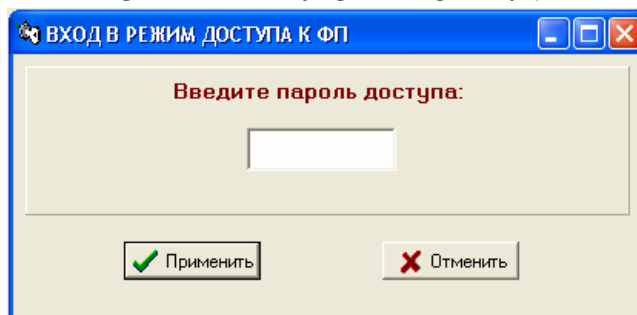 ВХОД В РЕЖИМ ДОСТУПА К ФП
Введите пароль доступа:
Применить
Отменить